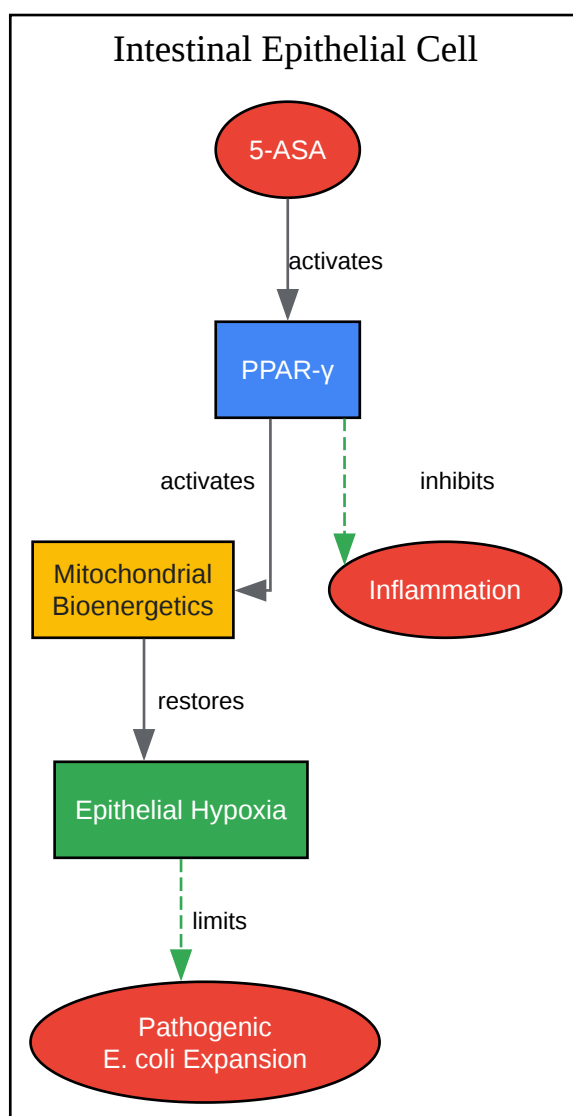 Intestinal Epithelial Cell
5-ASA
activates
PPAR-γ
activates
inhibits
Mitochondrial
Bioenergetics
Inflammation
restores
Epithelial Hypoxia
limits
Pathogenic
E. coli Expansion